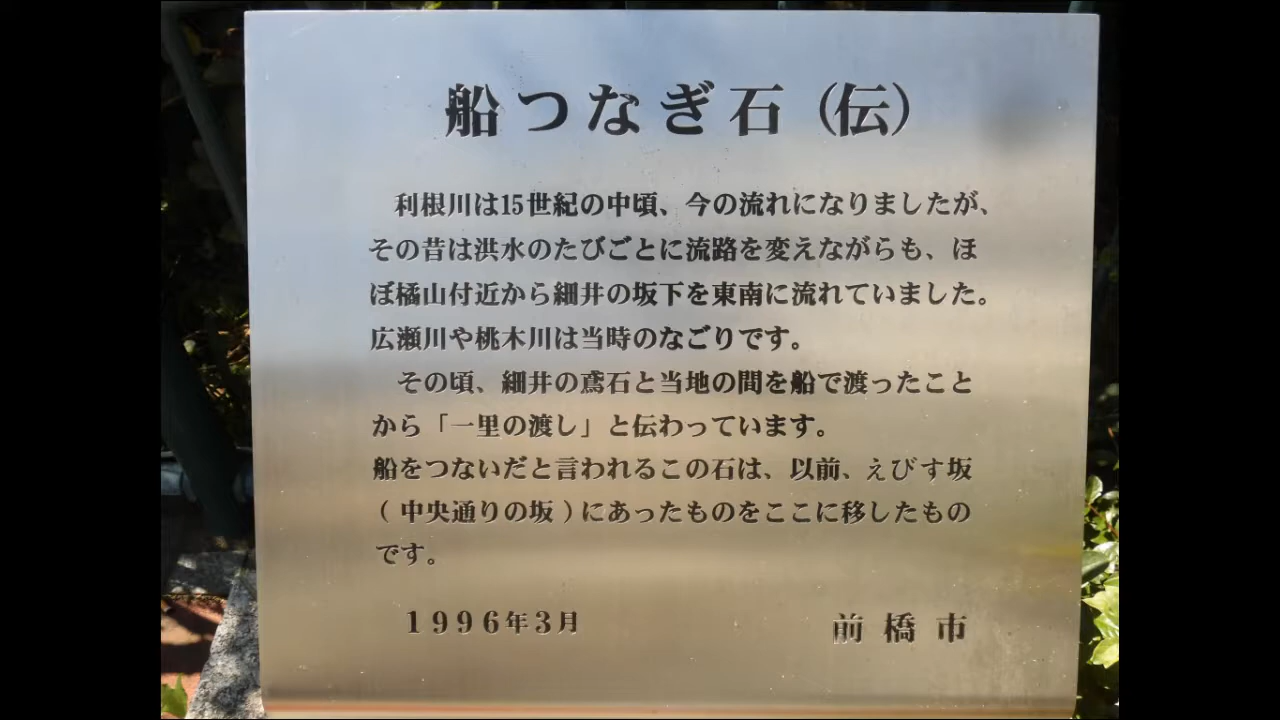 船つなぎ石（伝）
利根川は15世紀の中頃、今の流れになりましたが、
その昔は洪水のたびごとに流路を変えながらも、ほ
ぼ橘山付近から細井の坂下を東南に流れていました。
広瀬川や桃木川は当時のなごりです。
その頃、細井の鳶石と当地の間を船で渡ったこと
から「一里の渡し」と伝わっています。
船をつないだと言われるこの石は、以前、えびす坂
（中央通りの坂）にあったものをここに移したもの
です。
１９９６年３月　前橋市